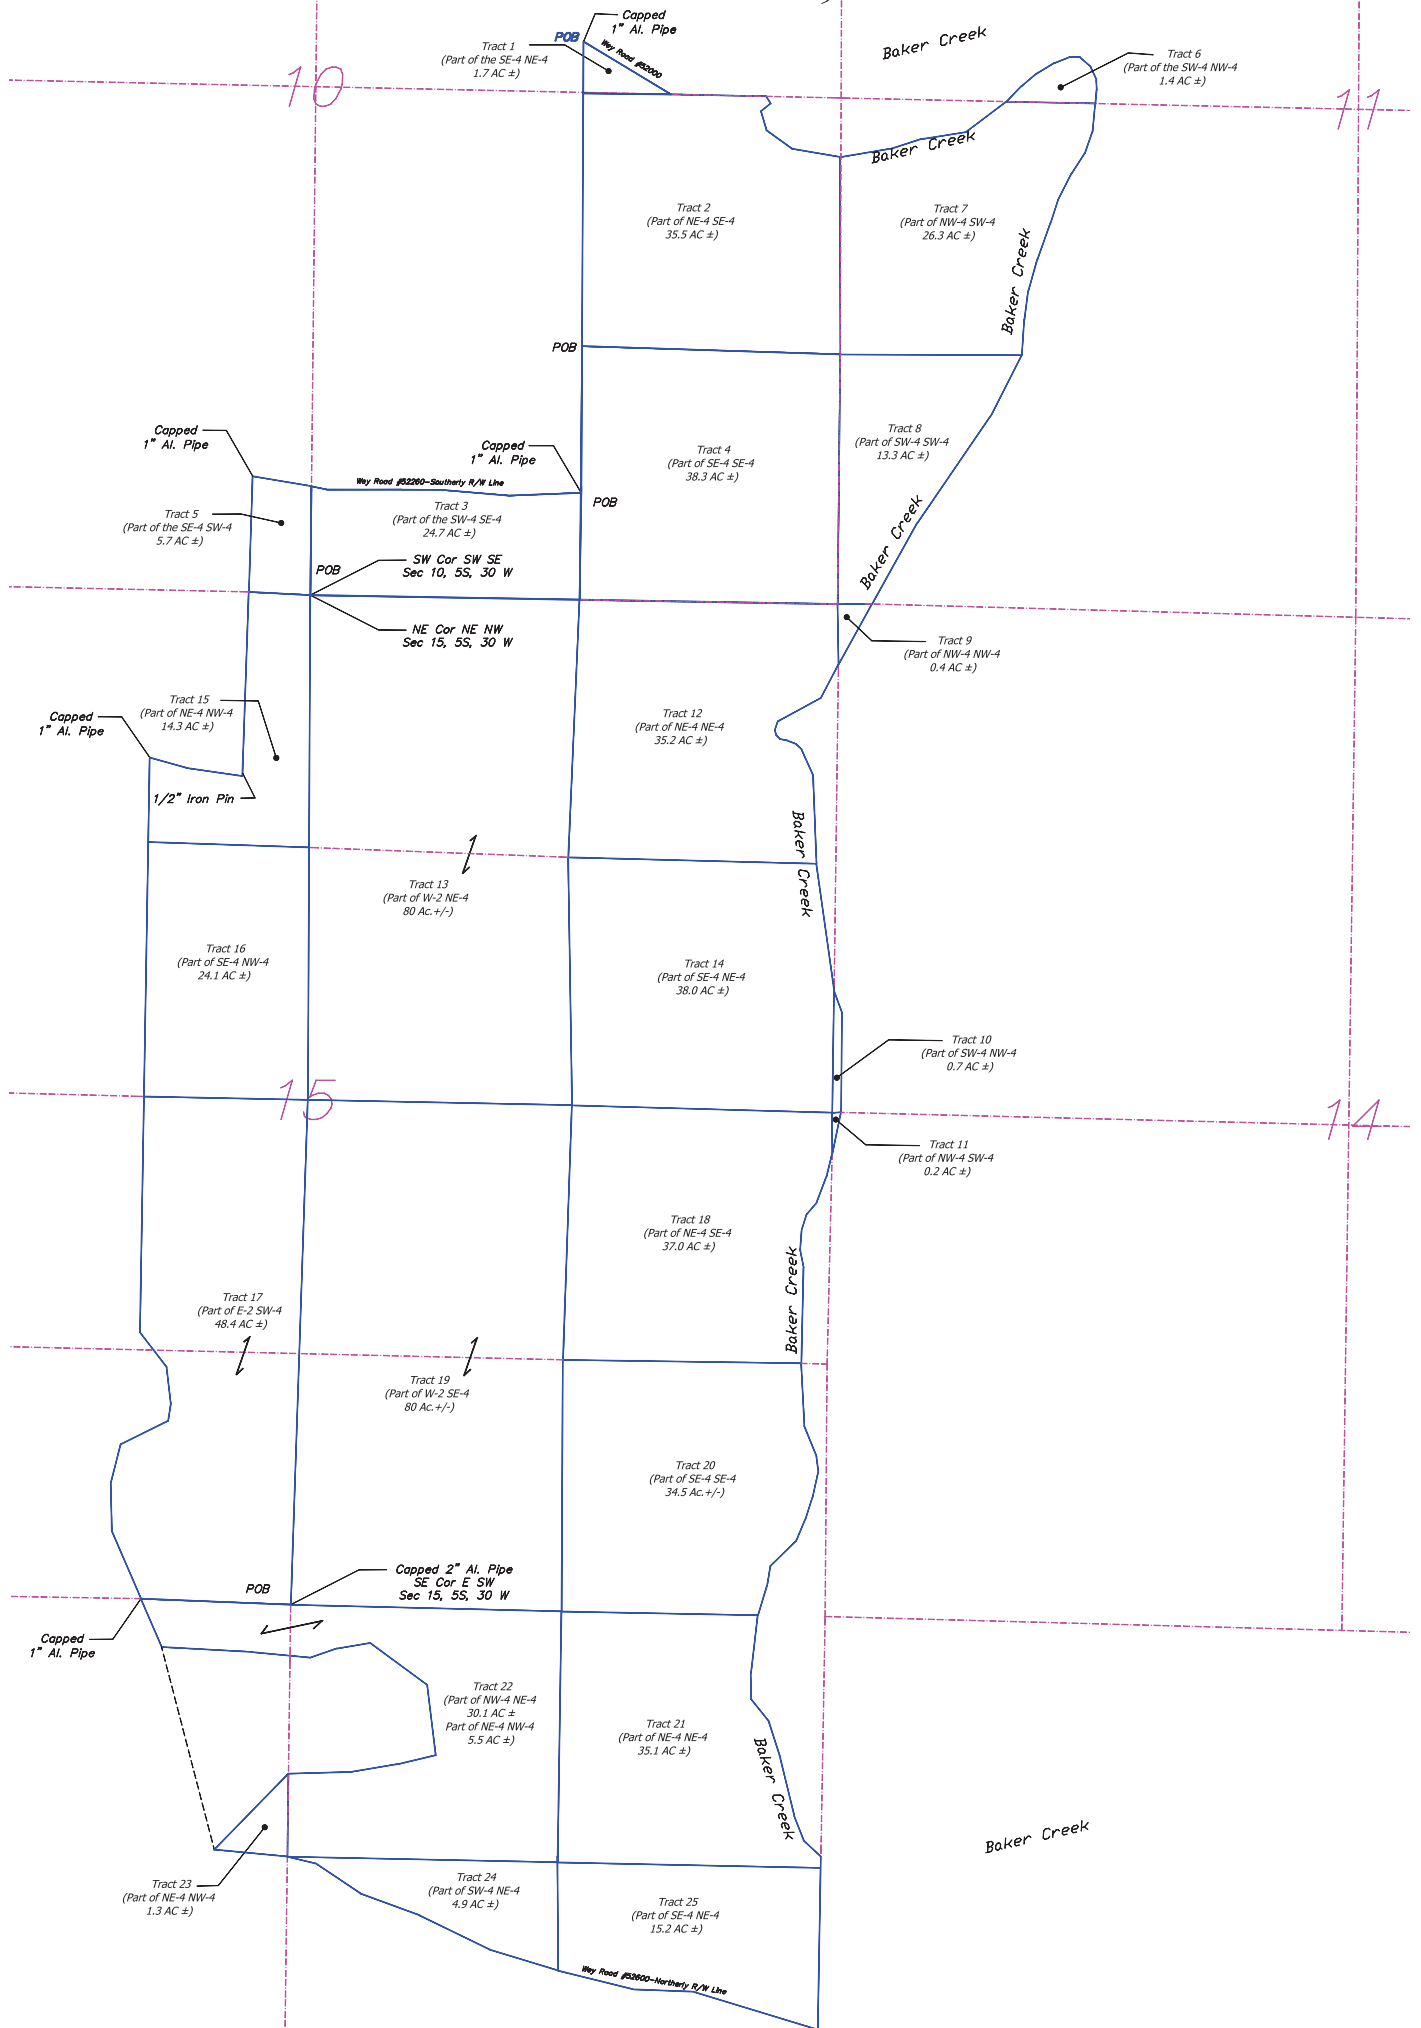 Capped
1" Al. Pipe
POB
Way Road #52000
Tract 1
(Part of the SE-4 NE-4
1.7 AC ±)
Baker Creek
Tract 6
(Part of the SW-4 NW-4
1.4 AC ±)
10
11
Baker Creek
Tract 2
(Part of NE-4 SE-4
35.5 AC ±)
Tract 7
(Part of NW-4 SW-4
26.3 AC ±)
Baker Creek
POB
Capped
1" Al. Pipe
Capped
1" Al. Pipe
Tract 4
(Part of SE-4 SE-4
38.3 AC ±)
Tract 8
(Part of SW-4 SW-4
13.3 AC ±)
Way Road #52260-Southerly R/W Line
POB
Tract 5
(Part of the SE-4 SW-4
5.7 AC ±)
Tract 3
(Part of the SW-4 SE-4
24.7 AC ±)
Baker Creek
POB
SW Cor SW SE
Sec 10, 5S, 30 W
NE Cor NE NW
Sec 15, 5S, 30 W
Tract 9
(Part of NW-4 NW-4
0.4 AC ±)
Tract 15
(Part of NE-4 NW-4
14.3 AC ±)
Capped
1" Al. Pipe
Tract 12
(Part of NE-4 NE-4
35.2 AC ±)
1/2" Iron Pin
Baker Creek
Tract 13
(Part of W-2 NE-4
80 Ac.+/-)
Tract 16
(Part of SE-4 NW-4
24.1 AC ±)
Tract 14
(Part of SE-4 NE-4
38.0 AC ±)
Tract 10
(Part of SW-4 NW-4
0.7 AC ±)
15
14
Tract 11
(Part of NW-4 SW-4
0.2 AC ±)
Tract 18
(Part of NE-4 SE-4
37.0 AC ±)
Baker Creek
Tract 17
(Part of E-2 SW-4
48.4 AC ±)
Tract 19
(Part of W-2 SE-4
80 Ac.+/-)
Tract 20
(Part of SE-4 SE-4
34.5 Ac.+/-)
POB
Capped 2" Al. Pipe
SE Cor E SW
Sec 15, 5S, 30 W
Capped
1" Al. Pipe
Tract 22
(Part of NW-4 NE-4
30.1 AC ±
Part of NE-4 NW-4
5.5 AC ±)
Tract 21
(Part of NE-4 NE-4
35.1 AC ±)
Baker Creek
Baker Creek
Tract 23
(Part of NE-4 NW-4
1.3 AC ±)
Tract 24
(Part of SW-4 NE-4
4.9 AC ±)
Tract 25
(Part of SE-4 NE-4
15.2 AC ±)
Way Road #52600-Northerly R/W Line